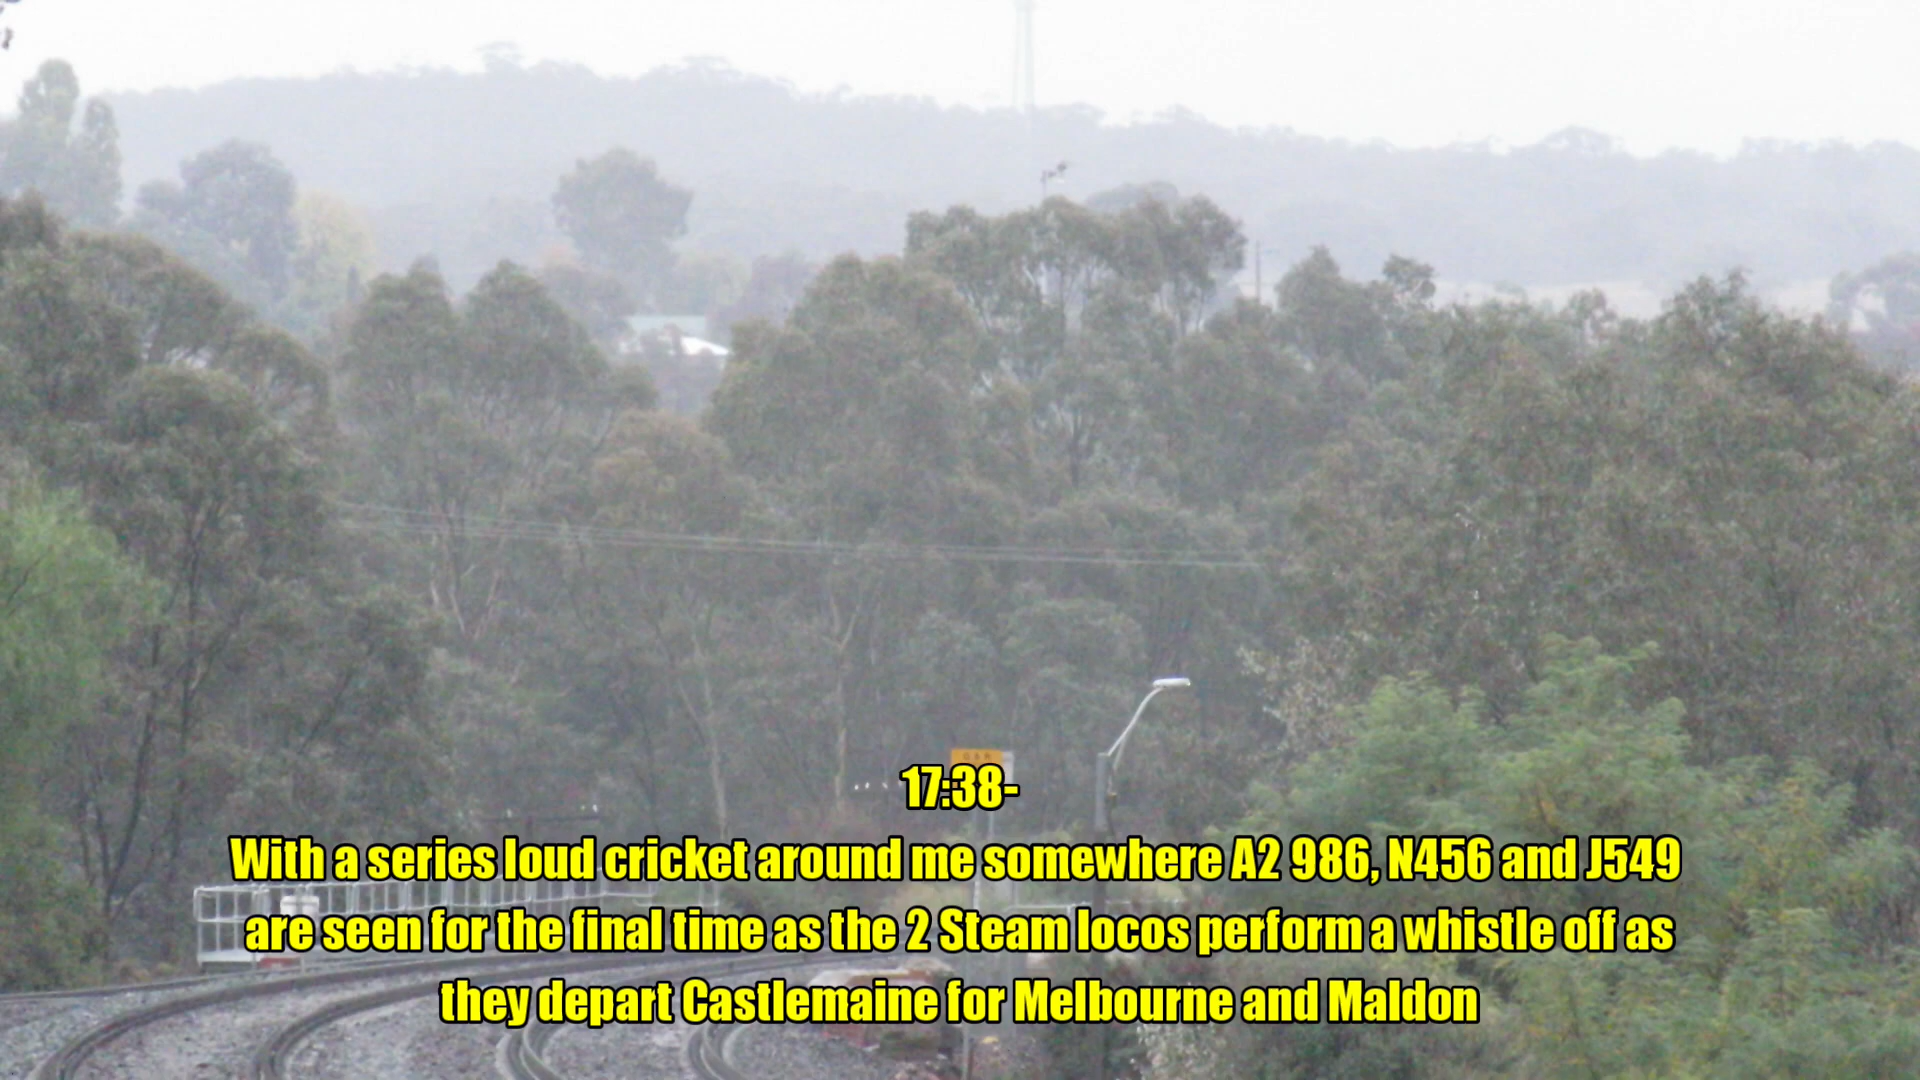 17:38-
With a series loud cricket around me somewhere A2 986, N456 and J549
are seen for the final time as the 2 Steam locos perform a whistle off as
they depart Castlemaine for Melbourne and Maldon